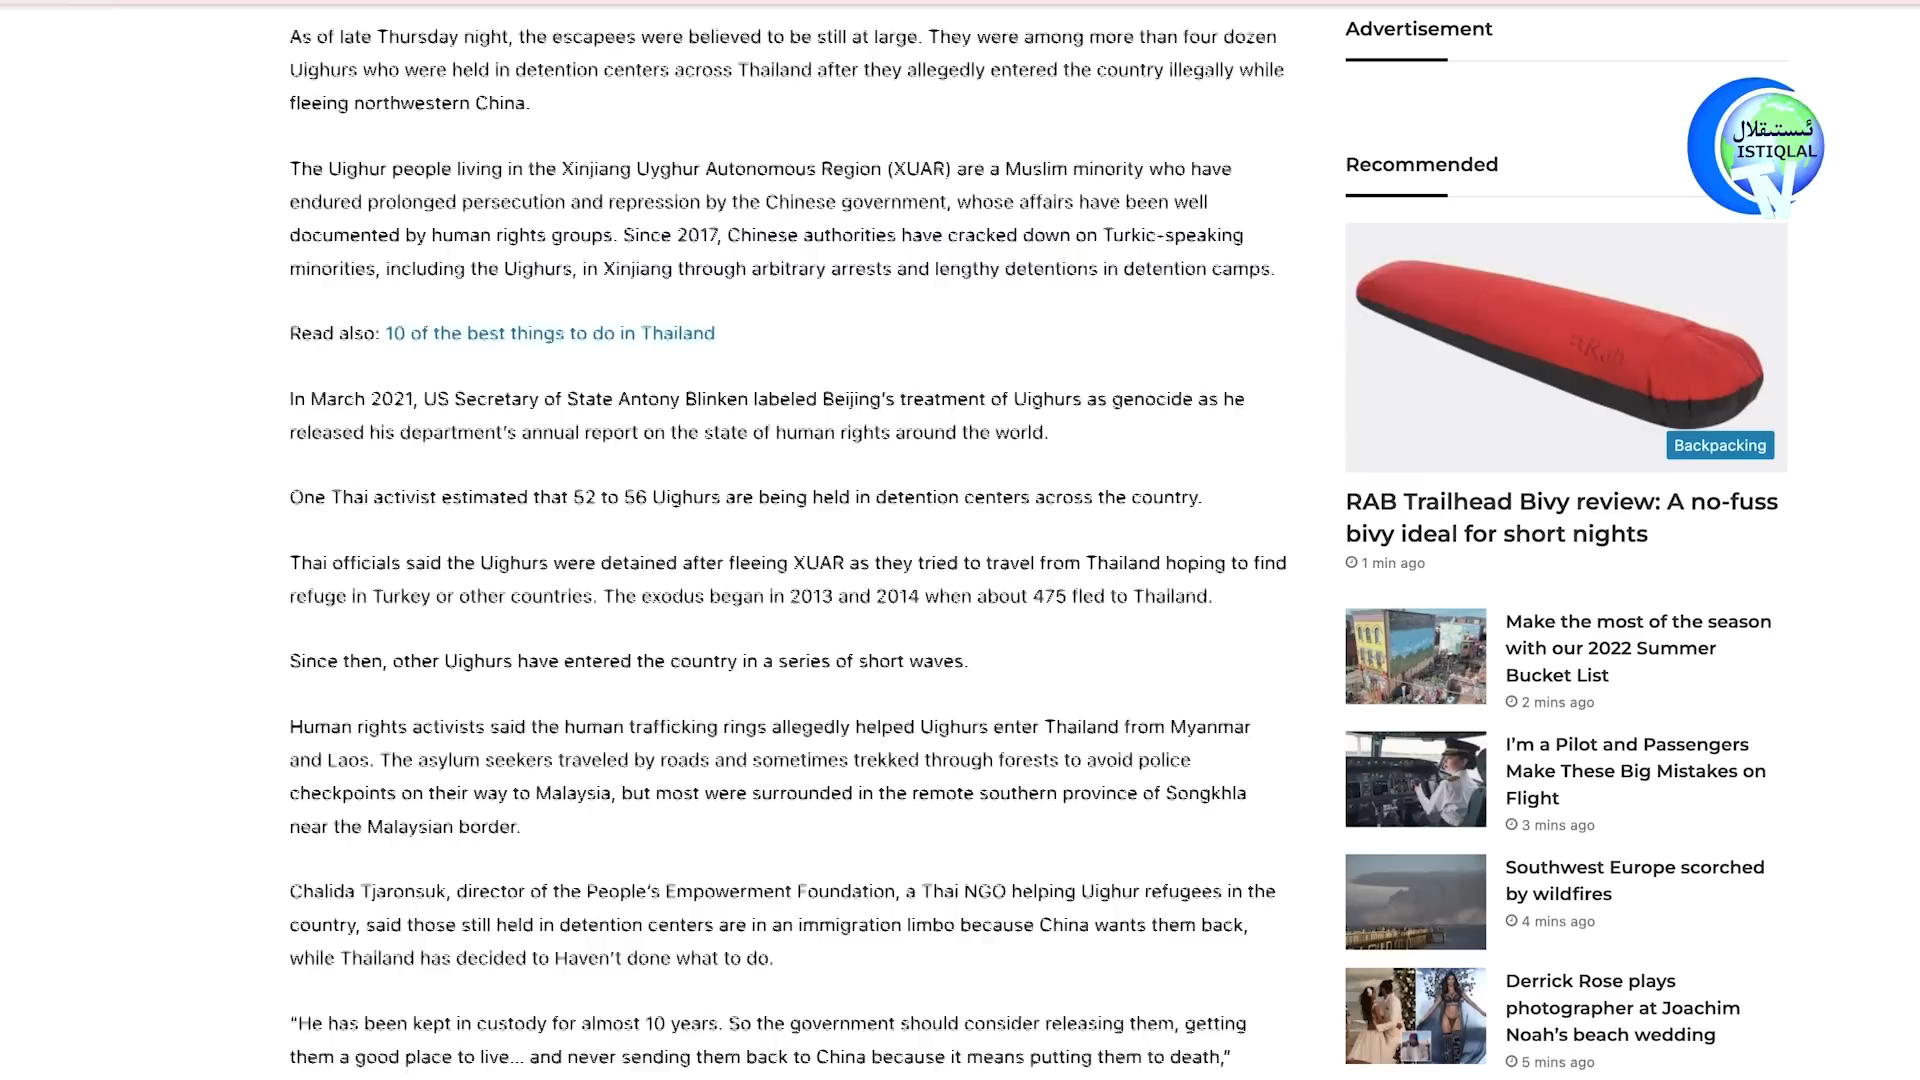 As of late Thursday night, the escapees were believed to be still at large. They were among more than four dozen
Uighurs who were held in detention centers across Thailand after they allegedly entered the country illegally while
fleeing northwestern China.
The Uighur people living in the Xinjiang Uyghur Autonomous Region (XUAR) are a Muslim minority who have
endured prolonged persecution and repression by the Chinese government, whose affairs have been well
documented by human rights groups. Since 2017, Chinese authorities have cracked down on Turkic-speaking
minorities, including the Uighurs, in Xinjiang through arbitrary arrests and lengthy detentions in detention camps.
Read also: 10 of the best things to do in Thailand
In March 2021, US Secretary of State Antony Blinken labeled Beijing’s treatment of Uighurs as genocide as he
released his department’s annual report on the state of human rights around the world.
One Thai activist estimated that 52 to 56 Uighurs are being held in detention centers across the country.
Thai officials said the Uighurs were detained after fleeing XUAR as they tried to travel from Thailand hoping to find
refuge in Turkey or other countries. The exodus began in 2013 and 2014 when about 475 fled to Thailand.
Since then, other Uighurs have entered the country in a series of short waves.
Human rights activists said the human trafficking rings allegedly helped Uighurs enter Thailand from Myanmar
and Laos. The asylum seekers traveled by roads and sometimes trekked through forests to avoid police
checkpoints on their way to Malaysia, but most were surrounded in the remote southern province of Songkhla
near the Malaysian border.
Chalida Tjaronsuk, director of the People’s Empowerment Foundation, a Thai NGO helping Uighur refugees in the
country, said those still held in detention centers are in an immigration limbo because China wants them back,
while Thailand has decided to Haven’t done what to do.
“He has been kept in custody for almost 10 years. So the government should consider releasing them, getting
them a good place to live... and never sending them back to China because it means putting them to death,”
Advertisement
ئىستىقلال
ISTIQLAL
TV
Recommended
Rab
Backpacking
RAB Trailhead Bivy review: A no-fuss
bivy ideal for short nights
1 min ago
Make the most of the season
with our 2022 Summer
Bucket List
2 mins ago
I’m a Pilot and Passengers
Make These Big Mistakes on
Flight
3 mins ago
Southwest Europe scorched
by wildfires
4 mins ago
Derrick Rose plays
photographer at Joachim
Noah’s beach wedding
5 mins ago